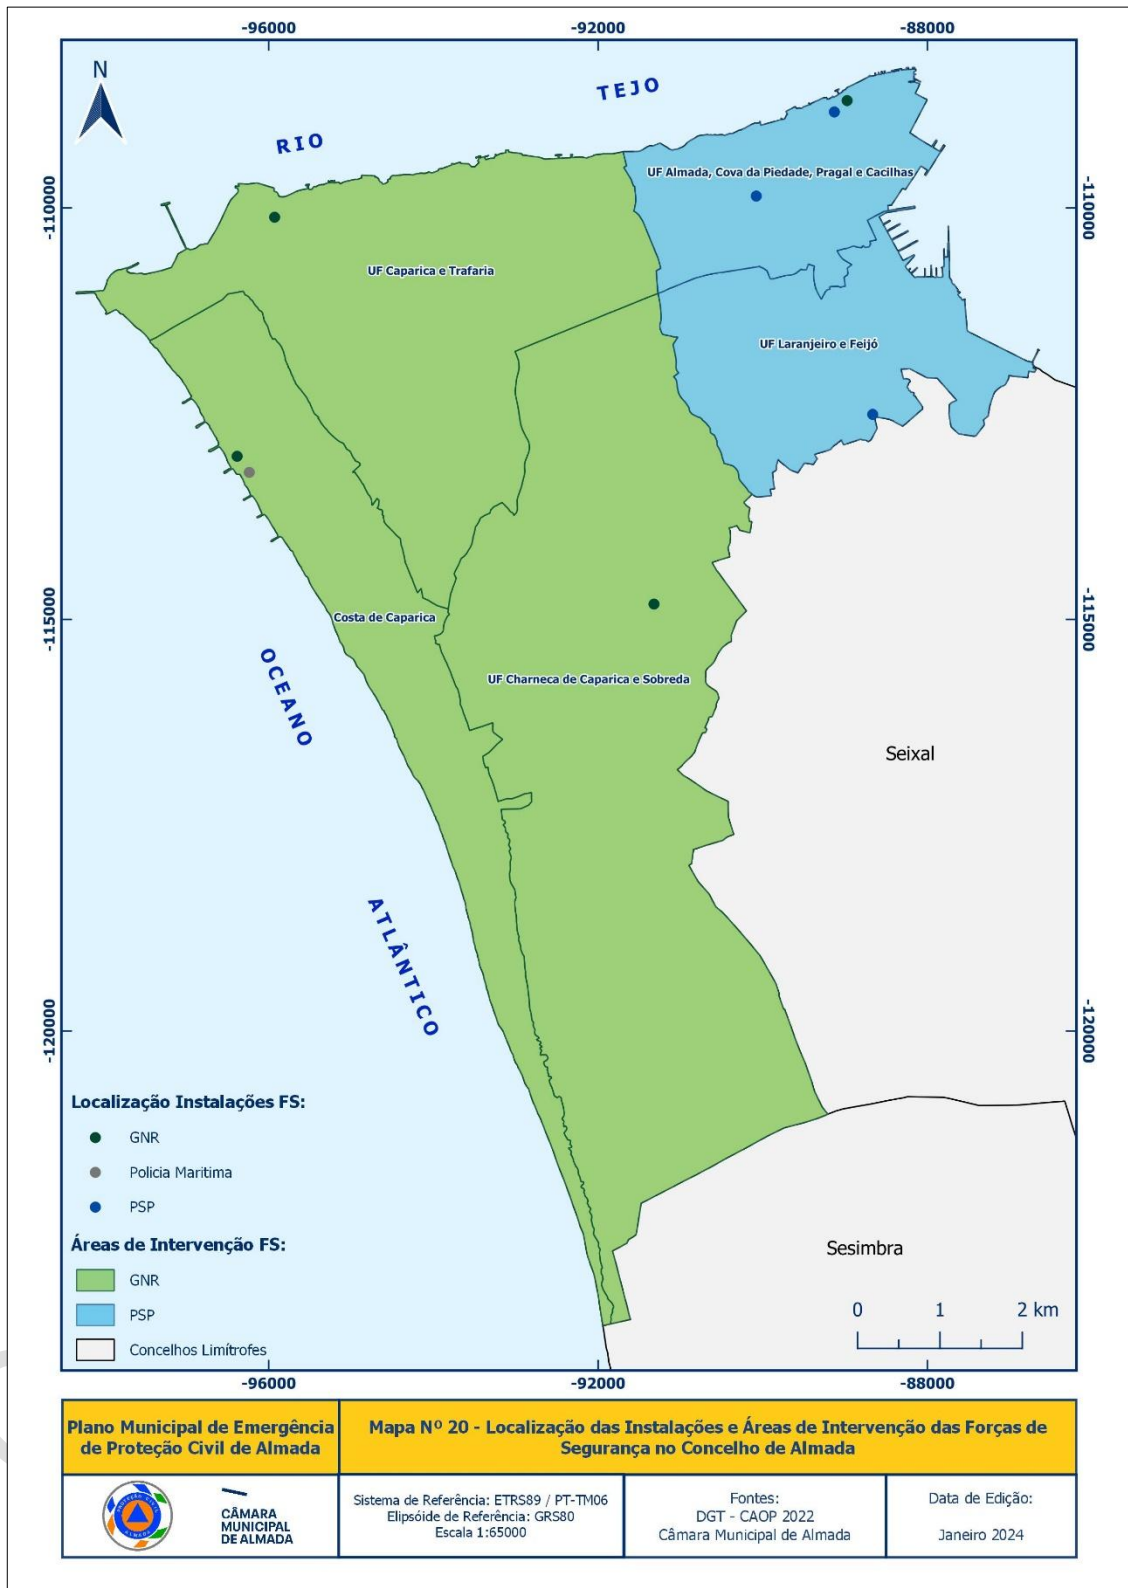 -96000
-92000
-88000
N
RIO
TEJO
UF Almada, Cova da Piedade, Pragal e Cacilhas
-110000
-110000
UF Caparica e Trafaria
UF Laranjeiro e Feijó
-115000
-115000
Costa de Caparica
OCEANO
UF Charneca de Caparica e Sobreda
Seixal
ATLÂNTICO
-120000
-120000
Localização Instalações FS:
GNR
Policia Maritima
PSP
Áreas de Intervenção FS:
GNR
PSP
Concelhos Limítrofes
Sesimbra
0 1 2 km
-96000
-92000
-88000
Plano Municipal de Emergência
de Proteção Civil de Almada
Mapa Nº 20 - Localização das Instalações e Áreas de Intervenção das Forças de
Segurança no Concelho de Almada
PROTEÇÃO CIVIL
ALMADA
CÂMARA
MUNICIPAL
DE ALMADA
Sistema de Referência: ETRS89 / PT-TM06
Elipsóide de Referência: GRS80
Escala 1:65000
Fontes:
DGT - CAOP 2022
Câmara Municipal de Almada
Data de Edição:
Janeiro 2024